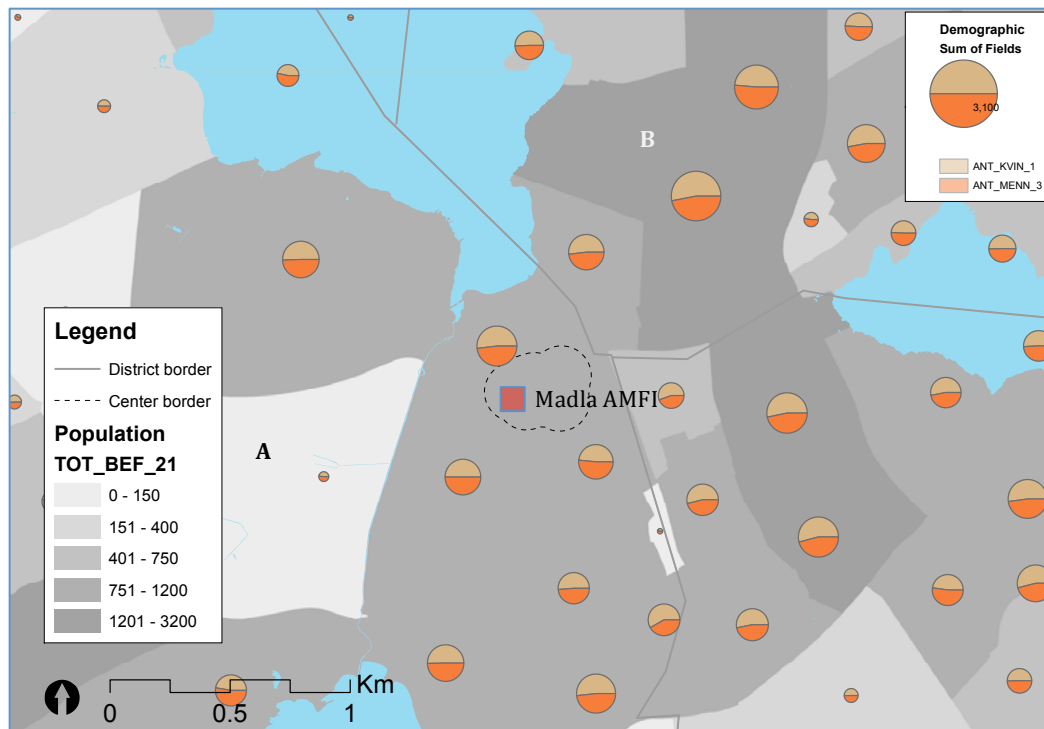 Demographic
Sum of Fields
3,100
ANT_KVIN_1
ANT_MENN_3
B
Legend
District border
Center border
Population
TOT_BEF_21
0 - 150
151 - 400
401 - 750
751 - 1200
1201 - 3200
A
Madla AMFI
Km
0 0.5 1